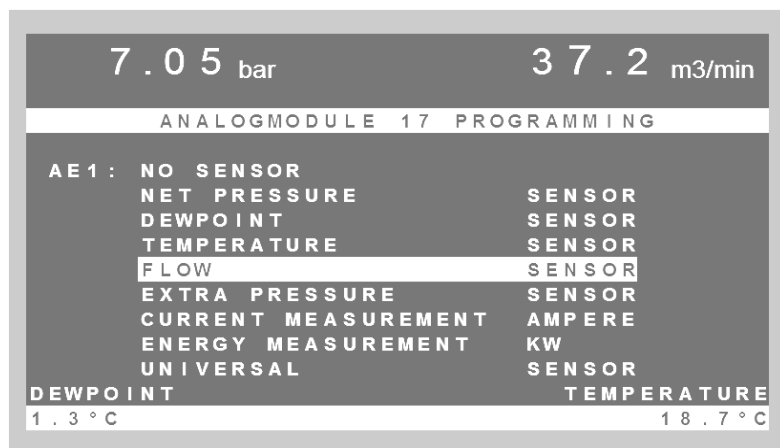 7.05 bar 37.2 m3/min
ANALOGMODULE 17 PROGRAMMING
AE1: NO SENSOR
NET PRESSURE SENSOR
DEWPOINT SENSOR
TEMPERATURE SENSOR
FLOW SENSOR
EXTRA PRESSURE SENSOR
CURRENT MEASUREMENT AMPERE
ENERGY MEASUREMENT KW
UNIVERSAL SENSOR
DEWPOINT TEMPERATURE
1.3°C 18.7°C